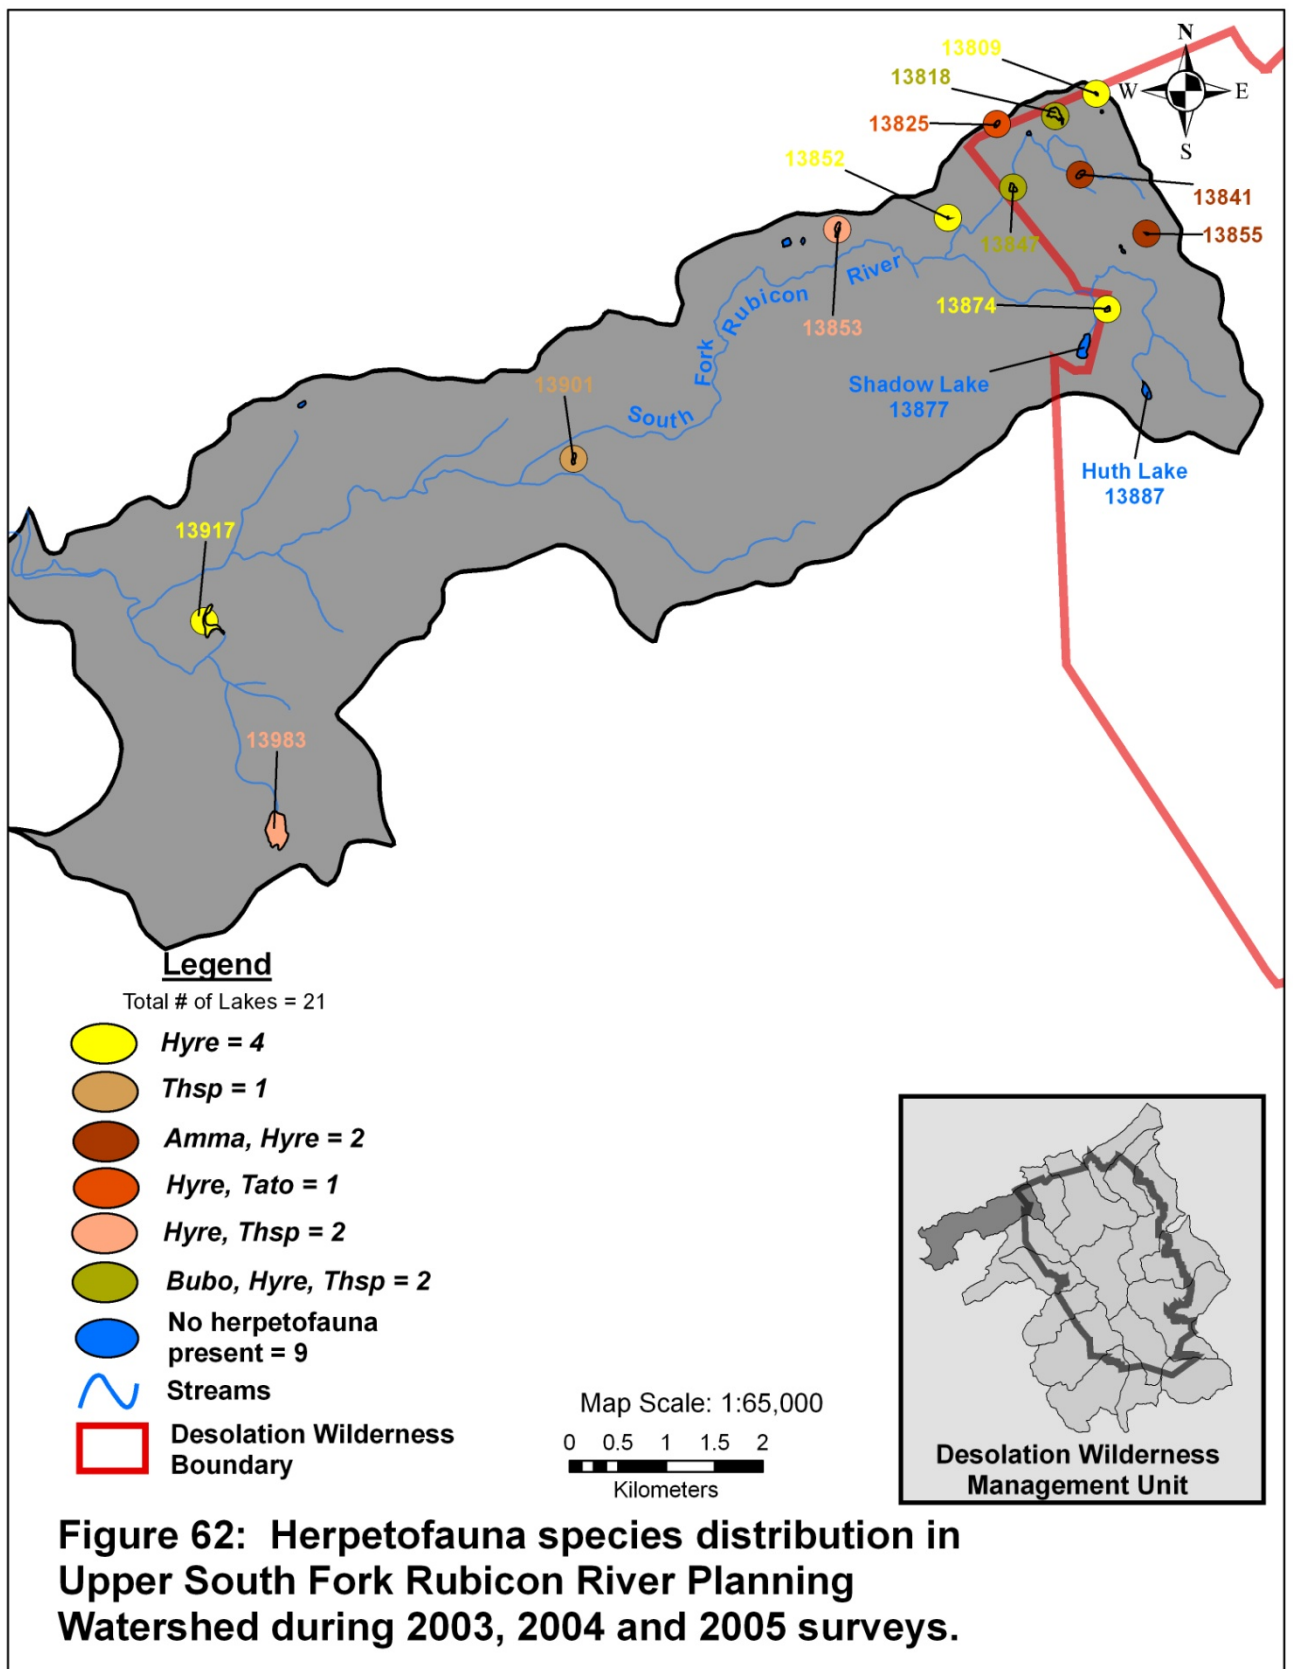 N
13809
13818
W
E
13825
S
13852
13841
13847
13855
South Fork Rubicon River
13874
13853
Shadow Lake
13877
13901
Huth Lake
13887
13917
13983
Legend
Total # of Lakes = 21
Hyre = 4
Thsp = 1
Amma, Hyre = 2
Hyre, Tato = 1
Hyre, Thsp = 2
Bubo, Hyre, Thsp = 2
No herpetofauna
present = 9
Streams
Desolation Wilderness
Boundary
Map Scale: 1:65,000
0 0.5 1 1.5 2
Kilometers
Desolation Wilderness
Management Unit
Figure 62: Herpetofauna species distribution in
Upper South Fork Rubicon River Planning
Watershed during 2003, 2004 and 2005 surveys.